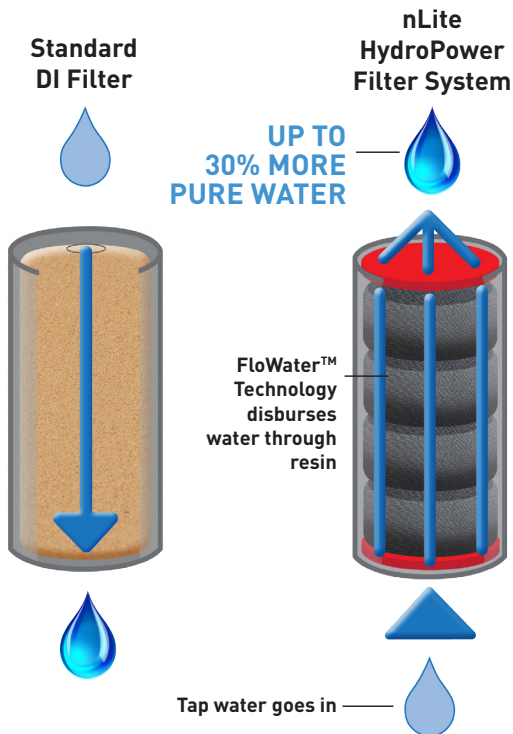 Standard
DI Filter
nLite
HydroPower
Filter System
UP TO
30% MORE
PURE WATER
FloWater™
Technology
disburses
water through
resin
Tap water goes in